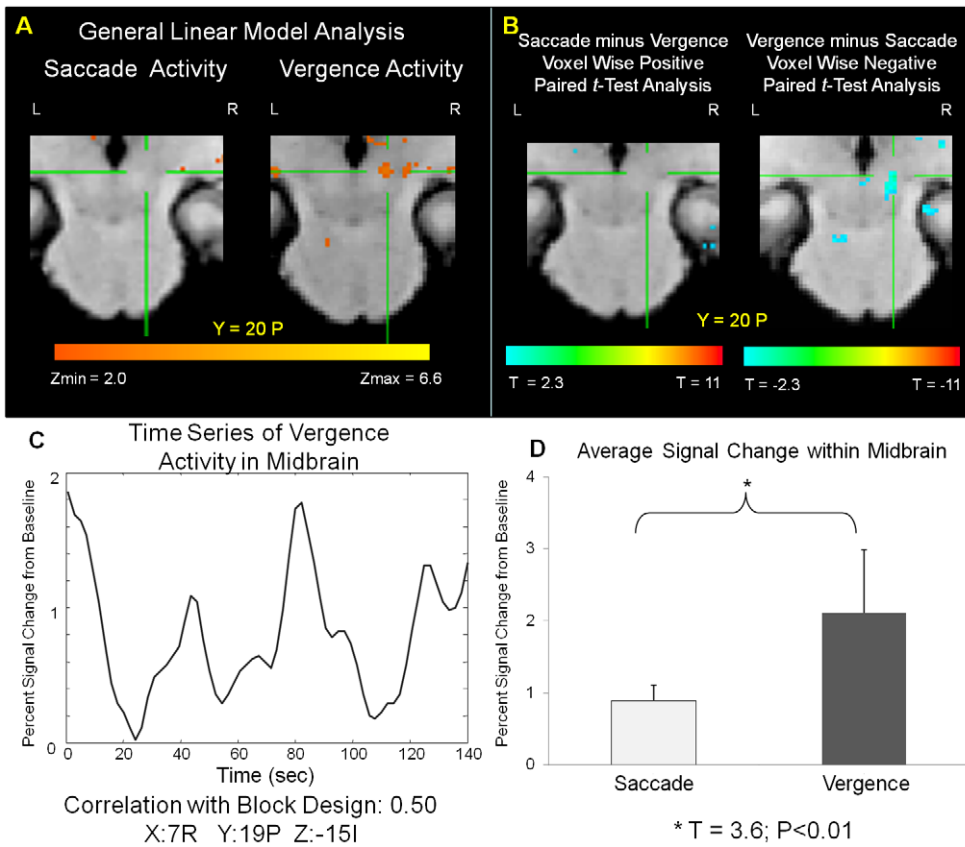 A
General Linear Model Analysis
Saccade Activity
Vergence Activity
L
R
Y = 20 P
Zmin = 2.0
Zmax = 6.6
B
Saccade minus Vergence
Voxel Wise Positive
Paired t-Test Analysis
Vergence minus Saccade
Voxel Wise Negative
Paired t-Test Analysis
L
R
Y = 20 P
T = 2.3
T = 11
T = -2.3
T = -11
C
Time Series of Vergence
Activity in Midbrain
Percent Signal Change from Baseline
2
1
0
0
20
40
60
80
100
120
140
Time (sec)
Correlation with Block Design: 0.50
X:7R Y:19P Z:-15I
D
Average Signal Change within Midbrain
Percent Signal Change from Baseline
4
3
2
1
0
*
Saccade
Vergence
* T = 3.6; P<0.01